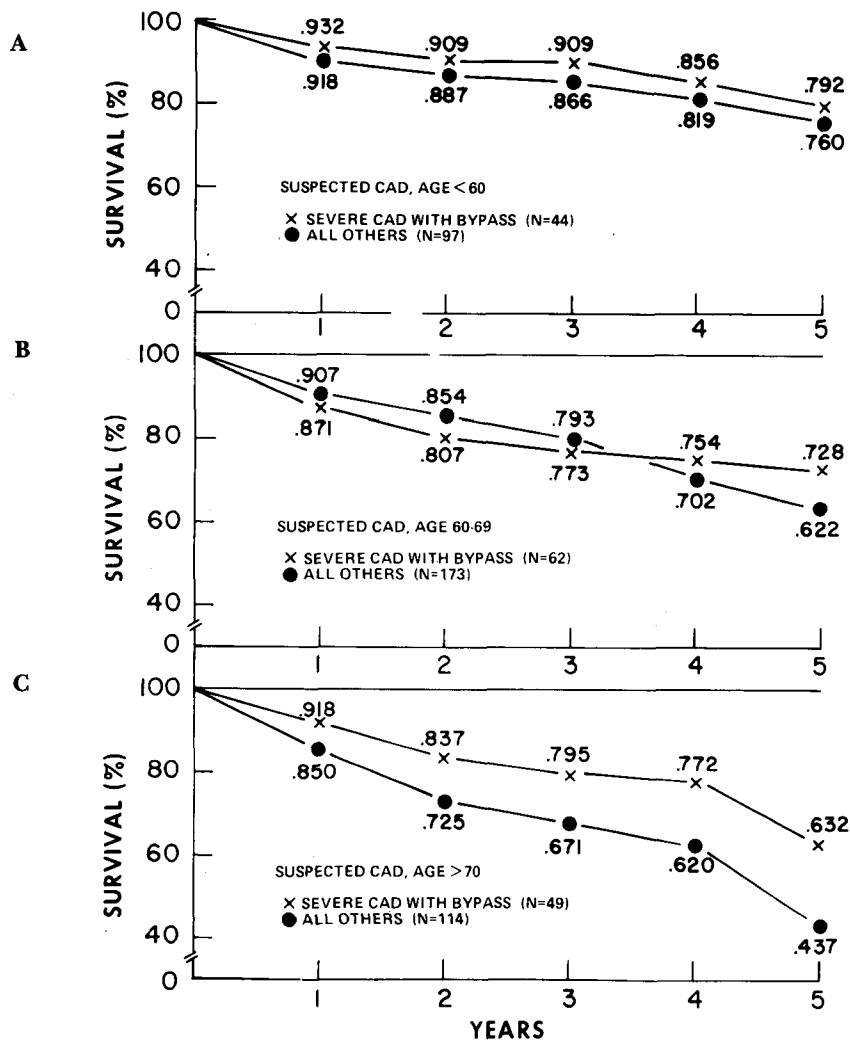 A
SURVIVAL (%)
100
80
60
40
0
.932
.909
.909
.856
.792
.918
.887
.866
.819
.760
SUSPECTED CAD, AGE < 60
× SEVERE CAD WITH BYPASS (N=44)
● ALL OTHERS (N=97)
1 2 3 4 5
B
SURVIVAL (%)
100
80
60
40
0
.907
.854
.793
.754
.728
.871
.807
.773
.702
.622
SUSPECTED CAD, AGE 60-69
× SEVERE CAD WITH BYPASS (N=62)
● ALL OTHERS (N=173)
1 2 3 4 5
C
SURVIVAL (%)
100
80
60
40
0
.918
.837
.795
.772
.632
.850
.725
.671
.620
.437
SUSPECTED CAD, AGE >70
× SEVERE CAD WITH BYPASS (N=49)
● ALL OTHERS (N=114)
1 2 3 4 5
YEARS